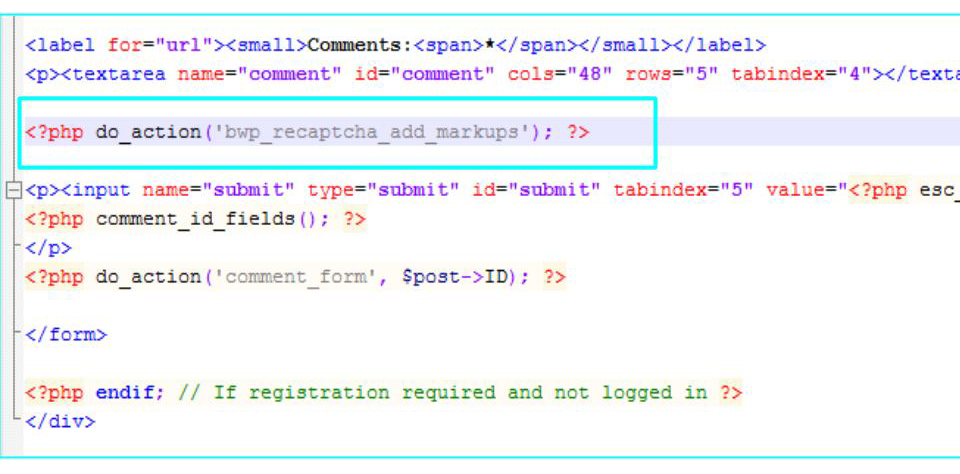 <label for="url"><small>Comments:<span>*</span></small></label>
<p><textarea name="comment" id="comment" cols="48" rows="5" tabindex="4"></texta
<?php do_action('bwp_recaptcha_add_markups'); ?>
<p><input name="submit" type="submit" id="submit" tabindex="5" value="<?php esc_
<?php comment_id_fields(); ?>
</p>
<?php do_action('comment_form', $post->ID); ?>
</form>
<?php endif; // If registration required and not logged in ?>
</div>